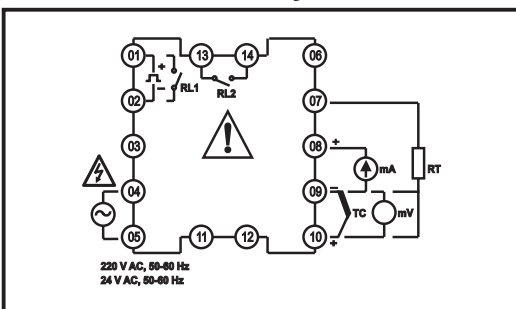 01 13 14 06
+
RL1
RL2
−
02 07
03 08 + mA RT
04 09 −
TC mV
05 11 12 10 +
220 V AC, 50-60 Hz
24 V AC, 50-60 Hz